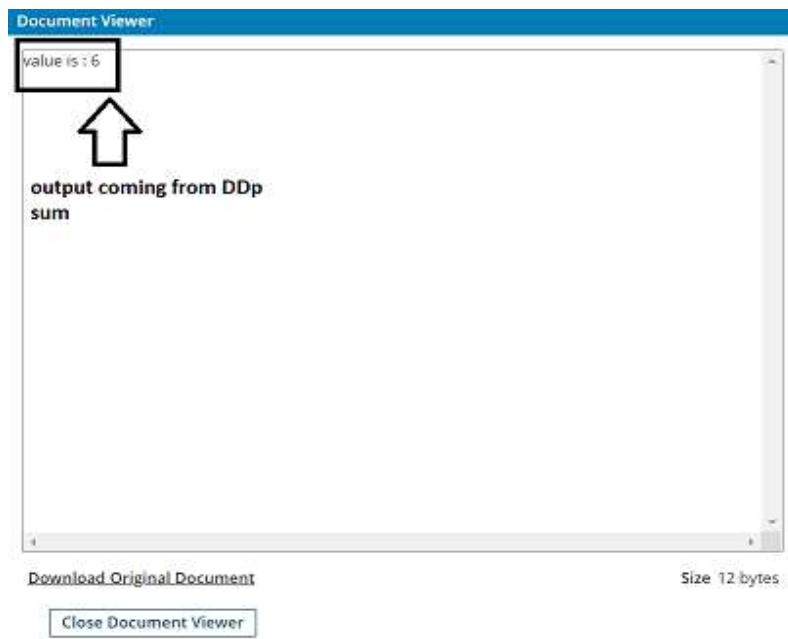 Document Viewer
value is : 6
output coming from DDp
sum
Download Original Document
Size 12 bytes
Close Document Viewer